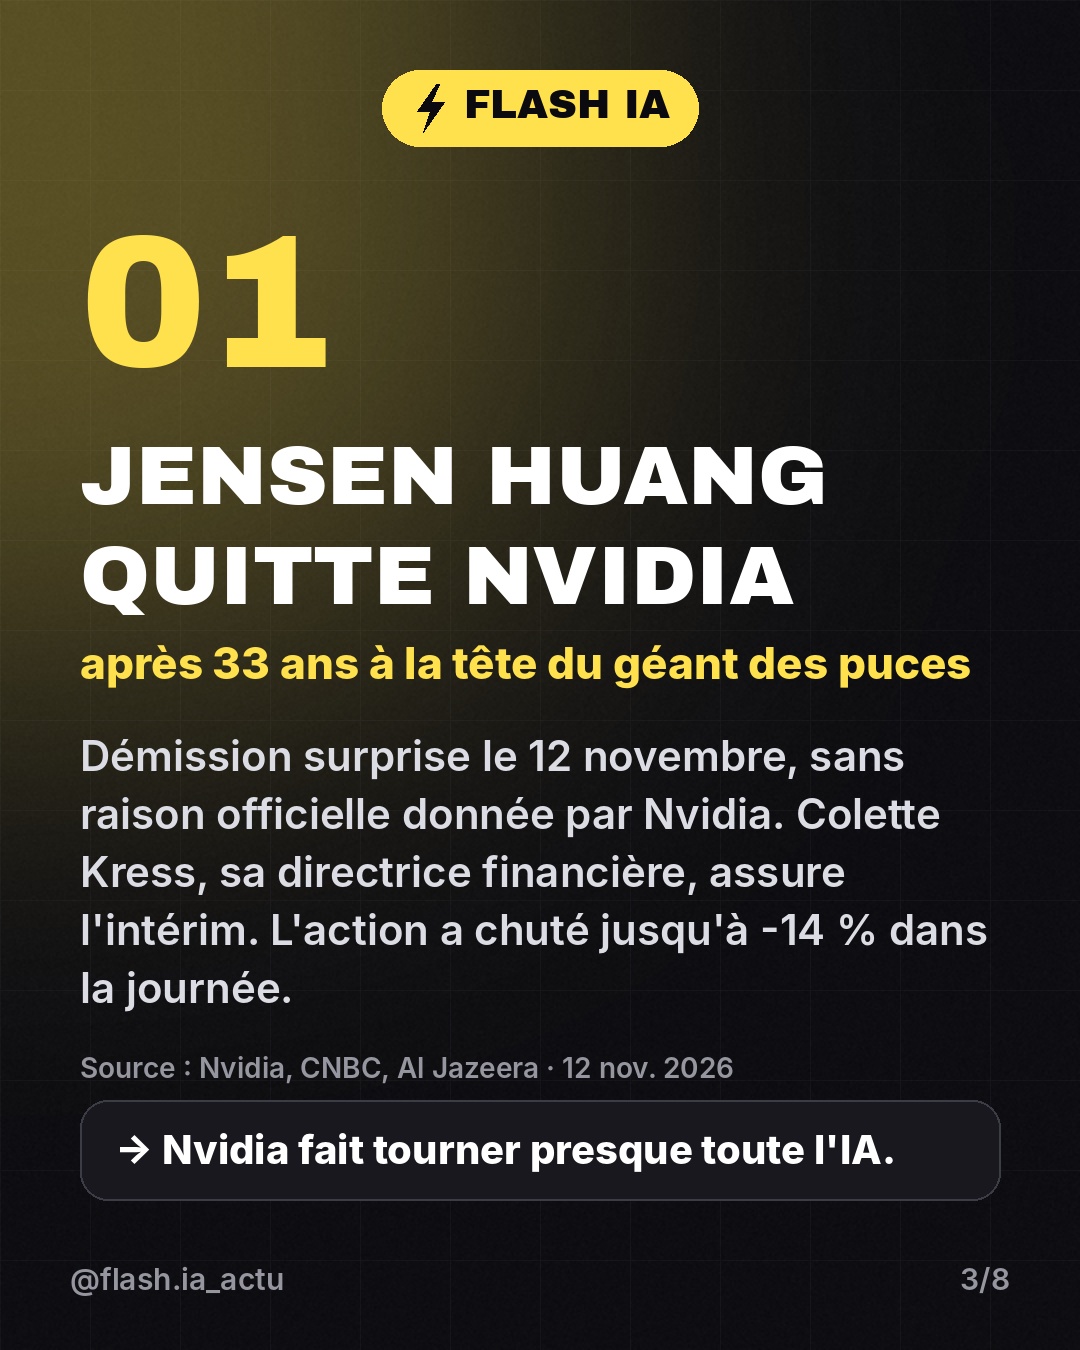 FLASH IA
01
JENSEN HUANG
QUITTE NVIDIA
après 33 ans à la tête du géant des puces
Démission surprise le 12 novembre, sans
raison officielle donnée par Nvidia. Colette
Kress, sa directrice financière, assure
l'intérim. L'action a chuté jusqu'à -14 % dans
la journée.
Source : Nvidia, CNBC, Al Jazeera · 12 nov. 2026
→ Nvidia fait tourner presque toute l'IA.
@flash.ia_actu
3/8